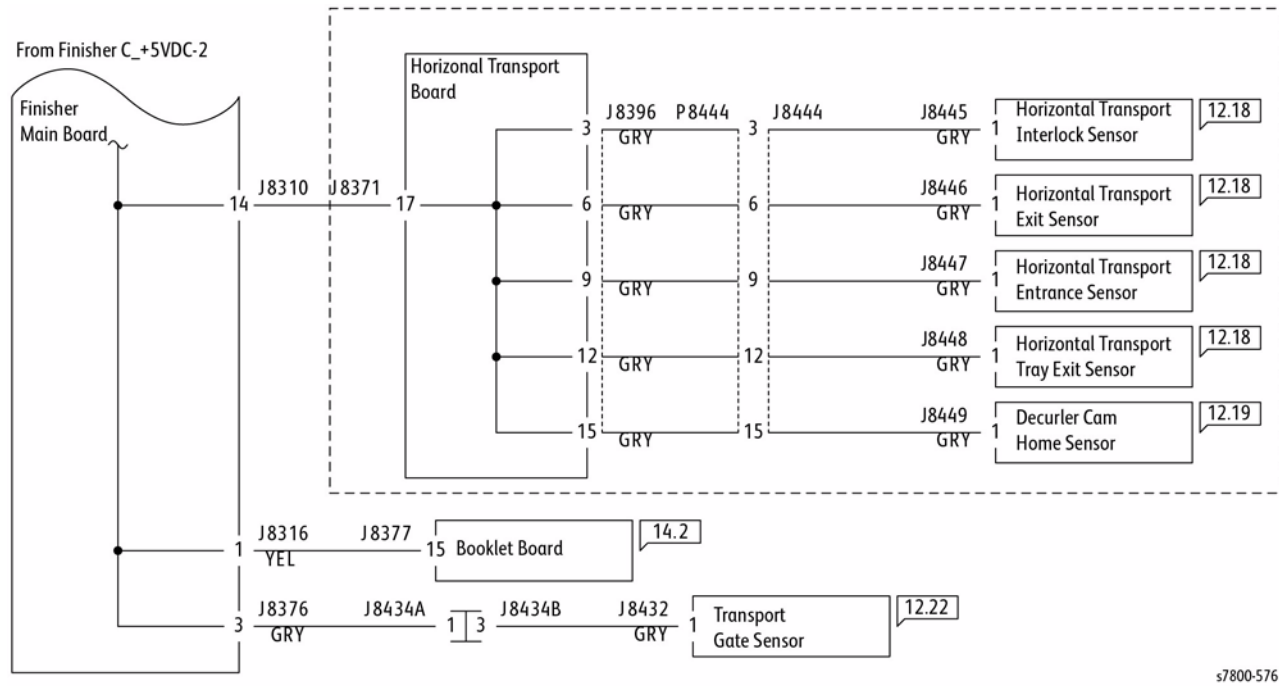 From Finisher C_+5VDC-2
Finisher
Main Board
Horizonal Transport
Board
3 J8396 P8444 3 J8444 J8445 1
GRY GRY
Horizontal Transport
Interlock Sensor
12.18
14 J8310 J8371 17
6 GRY 6 J8446 GRY 1
Horizontal Transport
Exit Sensor
12.18
9 GRY 9 J8447 GRY 1
Horizontal Transport
Entrance Sensor
12.18
12 GRY 12 J8448 GRY 1
Horizontal Transport
Tray Exit Sensor
12.18
15 GRY 15 J8449 GRY 1
Decurler Cam
Home Sensor
12.19
1 J8316 J8377 15 Booklet Board
YEL
14.2
3 J8376 J8434A 1 3 J8434B J8432 1
GRY GRY
Transport
Gate Sensor
12.22
s7800-576